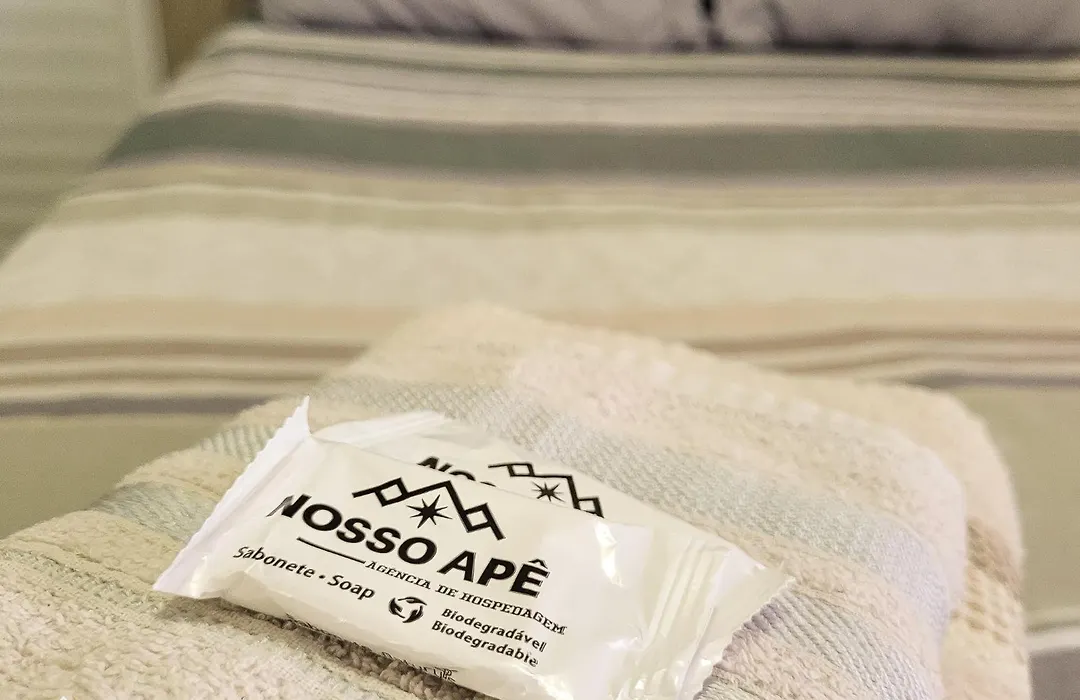 NOSSO APÊ
AGÊNCIA DE HOSPEDAGEM
Sabonete • Soap
Biodegradável
Biodegradable